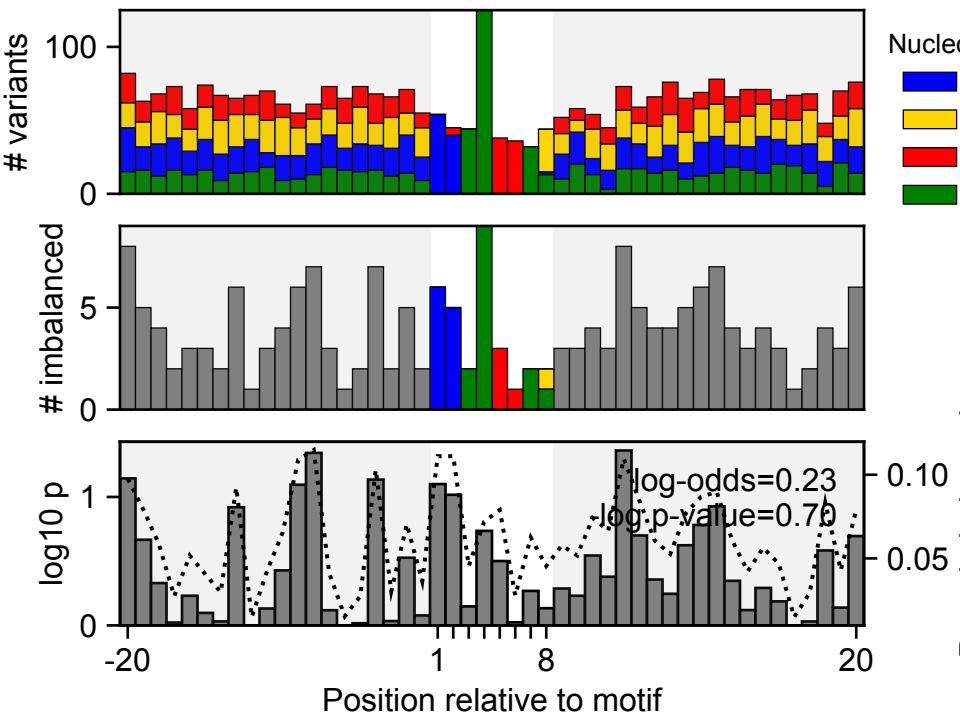 100
0
# variants
Nucleo
5
0
# imbalanced
1
0
log10 p
log-odds=0.23
-log p-value=0.70
0.10
0.05
-20
1
8
20
Position relative to motif